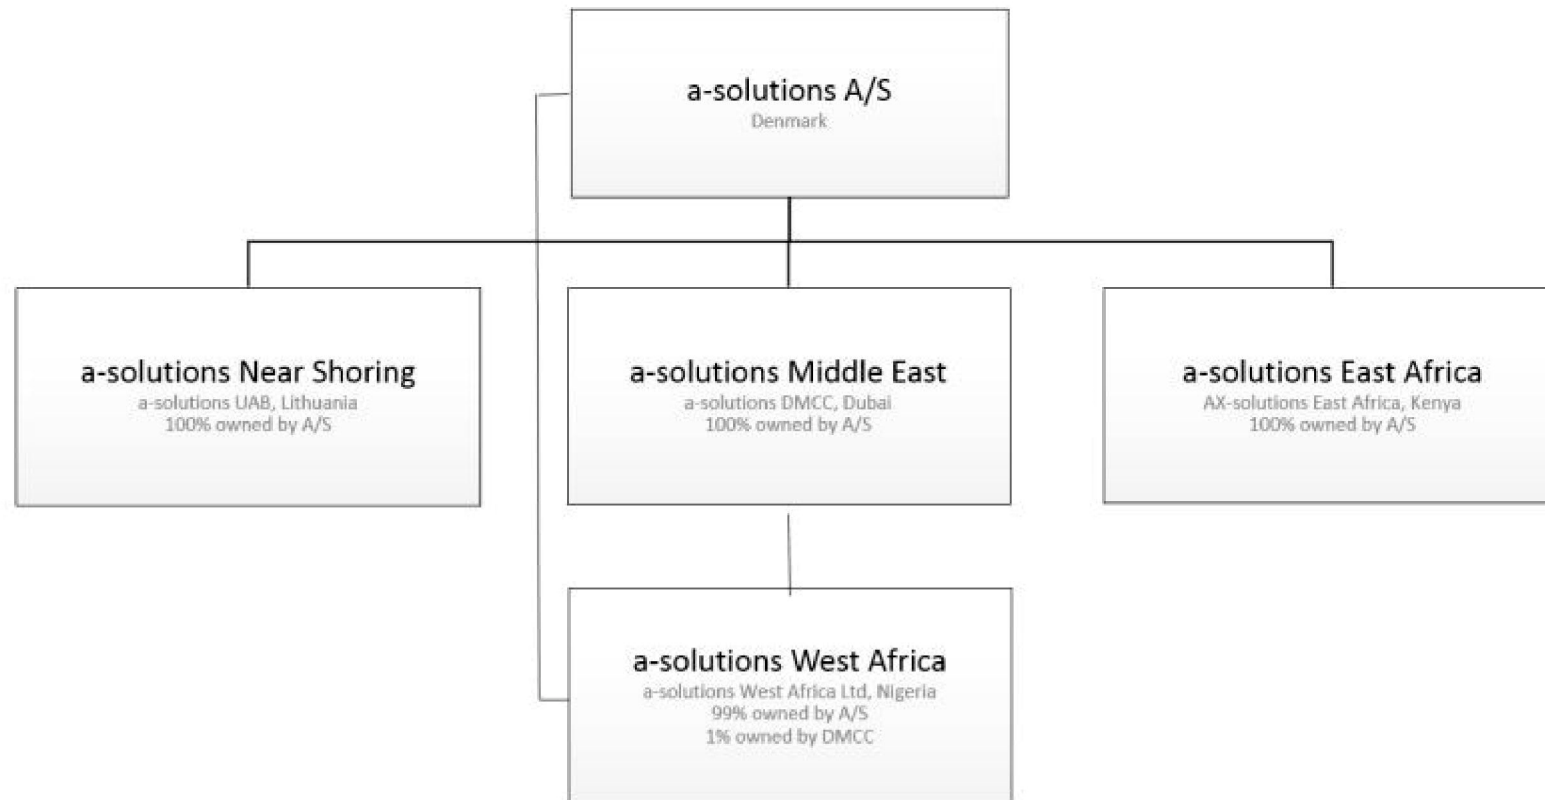 a-solutions A/S
Denmark
a-solutions Near Shoring
a-solutions UAB, Lithuania
100% owned by A/S
a-solutions Middle East
a-solutions DMCC, Dubai
100% owned by A/S
a-solutions East Africa
AX-solutions East Africa, Kenya
100% owned by A/S
a-solutions West Africa
a-solutions West Africa Ltd, Nigeria
99% owned by A/S
1% owned by DMCC